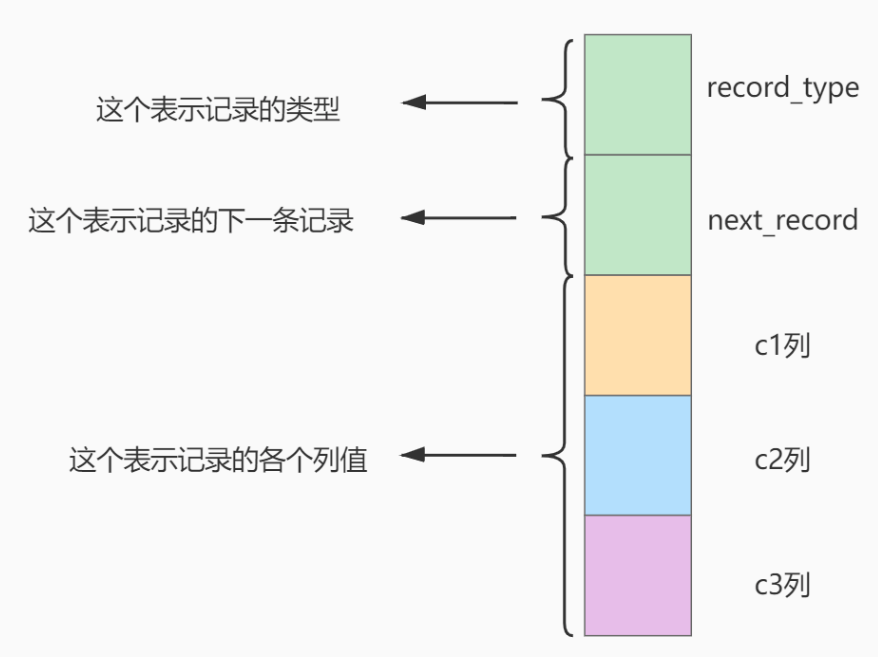 这个表示记录的类型
record_type
这个表示记录的下一条记录
next_record
c1列
这个表示记录的各个列值
c2列
c3列